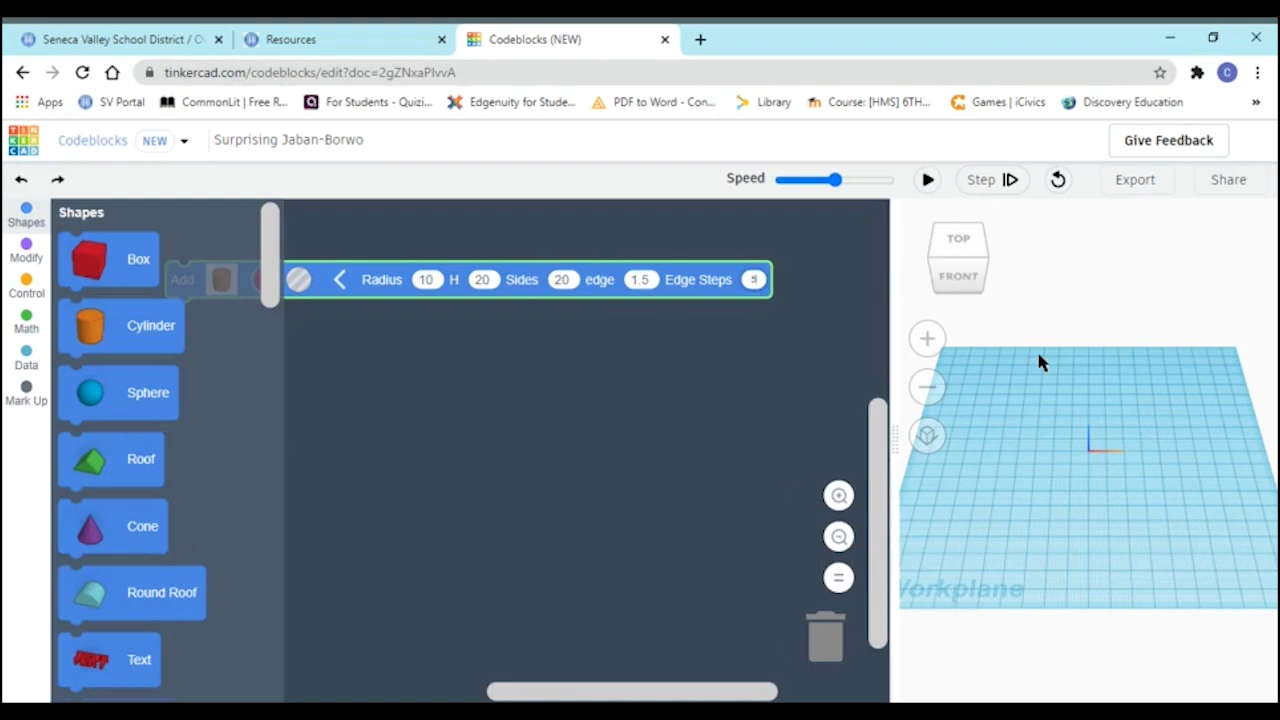 Seneca Valley School District / O
Resources
Codeblocks (NEW)
tinkercad.com/codeblocks/edit?doc=2gZNxaPIvvA
C
Apps
SV Portal
CommonLit | Free R...
For Students - Quizi...
Edgenuity for Stude...
PDF to Word - Con...
Library
Course: [HMS] 6TH...
Games | iCivics
Discovery Education
»
TIN
KER
CAD
Codeblocks
NEW
Surprising Jaban-Borwo
Give Feedback
Speed
Step
Export
Share
Shapes
Modify
Control
Math
Data
Mark Up
Shapes
Box
Cylinder
Sphere
Roof
Cone
Round Roof
Text
Add
Radius 10 H 20 Sides 20 edge 1.5 Edge Steps
TOP
FRONT
Workplane